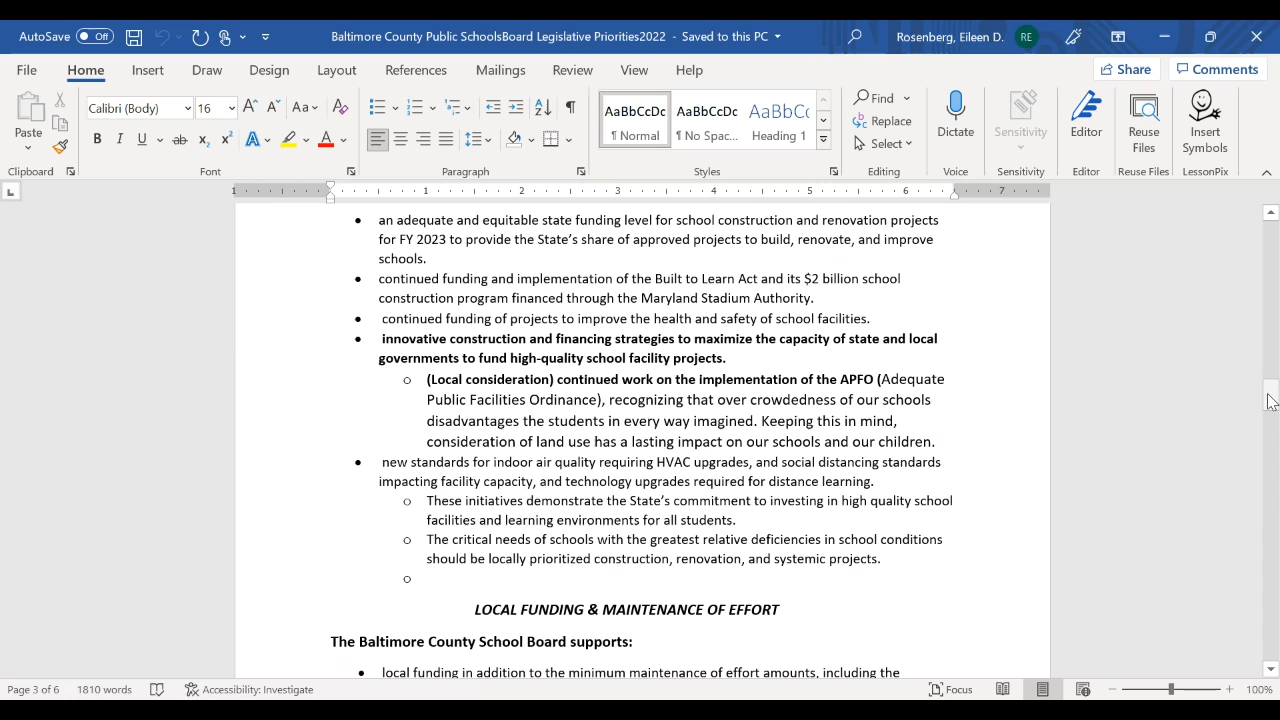 AutoSave Off Baltimore County Public SchoolsBoard Legislative Priorities2022 - Saved to this PC Rosenberg, Eileen D. RE
File Home Insert Draw Design Layout References Mailings Review View Help Share Comments
Calibri (Body) 16 AaBbCcDc AaBbCcDc AaBbCc Find
Paste ¶ Normal ¶ No Spac... Heading 1 Replace Select Dictate Sensitivity Editor Reuse Files Insert Symbols
Clipboard Font Paragraph Styles Editing Voice Sensitivity Editor Reuse Files LessonPix
1 1 2 3 4 5 6 7
• an adequate and equitable state funding level for school construction and renovation projects
for FY 2023 to provide the State’s share of approved projects to build, renovate, and improve
schools.
• continued funding and implementation of the Built to Learn Act and its $2 billion school
construction program financed through the Maryland Stadium Authority.
• continued funding of projects to improve the health and safety of school facilities.
• innovative construction and financing strategies to maximize the capacity of state and local
governments to fund high-quality school facility projects.
o (Local consideration) continued work on the implementation of the APFO (Adequate
Public Facilities Ordinance), recognizing that over crowdedness of our schools
disadvantages the students in every way imagined. Keeping this in mind,
consideration of land use has a lasting impact on our schools and our children.
• new standards for indoor air quality requiring HVAC upgrades, and social distancing standards
impacting facility capacity, and technology upgrades required for distance learning.
o These initiatives demonstrate the State’s commitment to investing in high quality school
facilities and learning environments for all students.
o The critical needs of schools with the greatest relative deficiencies in school conditions
should be locally prioritized construction, renovation, and systemic projects.
o
LOCAL FUNDING & MAINTENANCE OF EFFORT
The Baltimore County School Board supports:
• local funding in addition to the minimum maintenance of effort amounts, including the
Page 3 of 6 1810 words Accessibility: Investigate Focus 100%